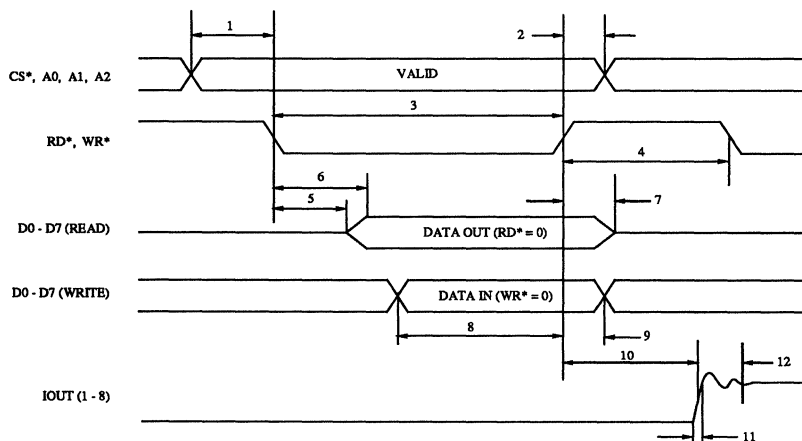 1
2
CS*, A0, A1, A2
VALID
3
RD*, WR*
4
6
5
7
D0 - D7 (READ)
DATA OUT (RD* = 0)
D0 - D7 (WRITE)
DATA IN (WR* = 0)
8
9
10
12
IOUT (1 - 8)
11